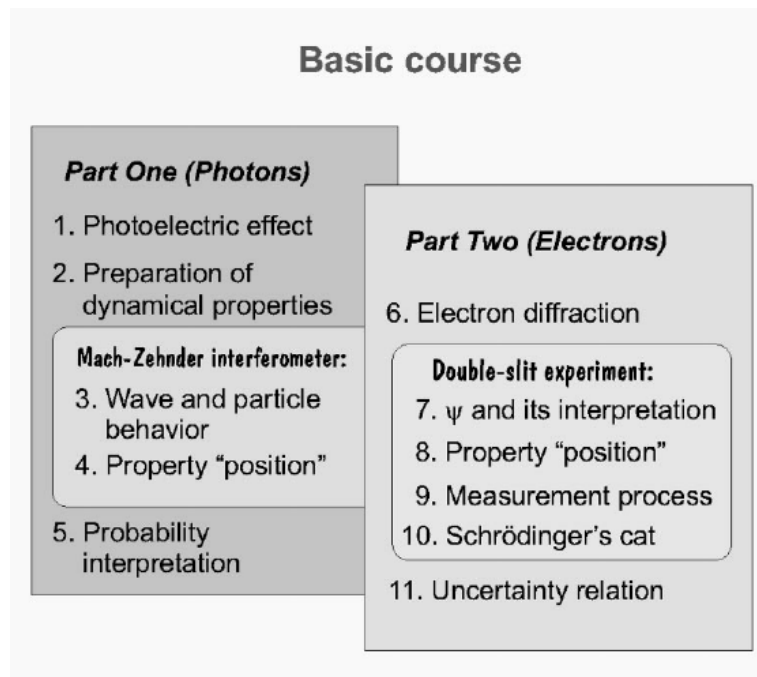 Basic course
Part One (Photons)
1. Photoelectric effect
2. Preparation of
dynamical properties
Mach-Zehnder interferometer:
3. Wave and particle
behavior
4. Property “position”
5. Probability
interpretation
Part Two (Electrons)
6. Electron diffraction
Double-slit experiment:
7. ψ and its interpretation
8. Property “position”
9. Measurement process
10. Schrödinger’s cat
11. Uncertainty relation